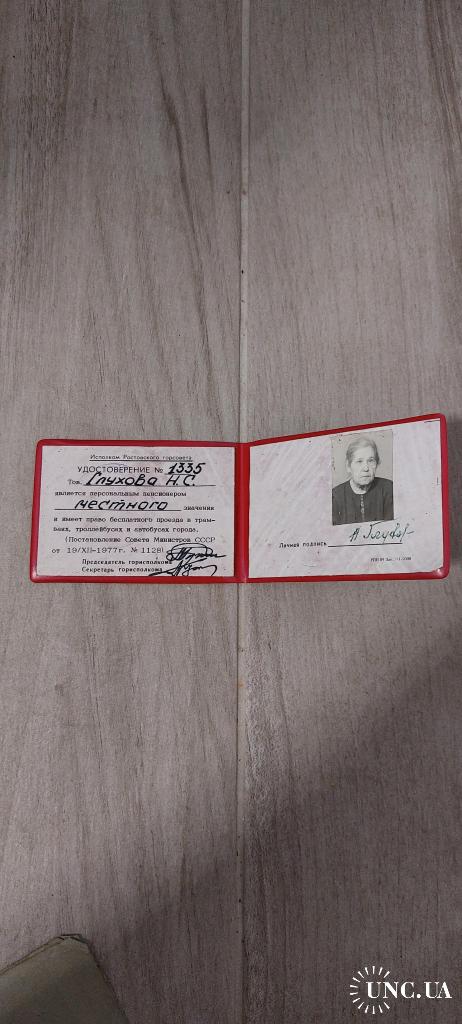 Исполком Ростовского горсовета
УДОСТОВЕРЕНИЕ № 1335
Тов. Глухова Н.С.
является персональным пенсионером
местного значения
и имеет право бесплатного проезда в трам-
ваях, троллейбусах и автобусах города.
(Постановление Совета Министров СССР
от 19/XII-1977г. № 1128)
Председатель горисполкома
Секретарь горисполкома
Личная подпись Н Глухов
UNC.UA